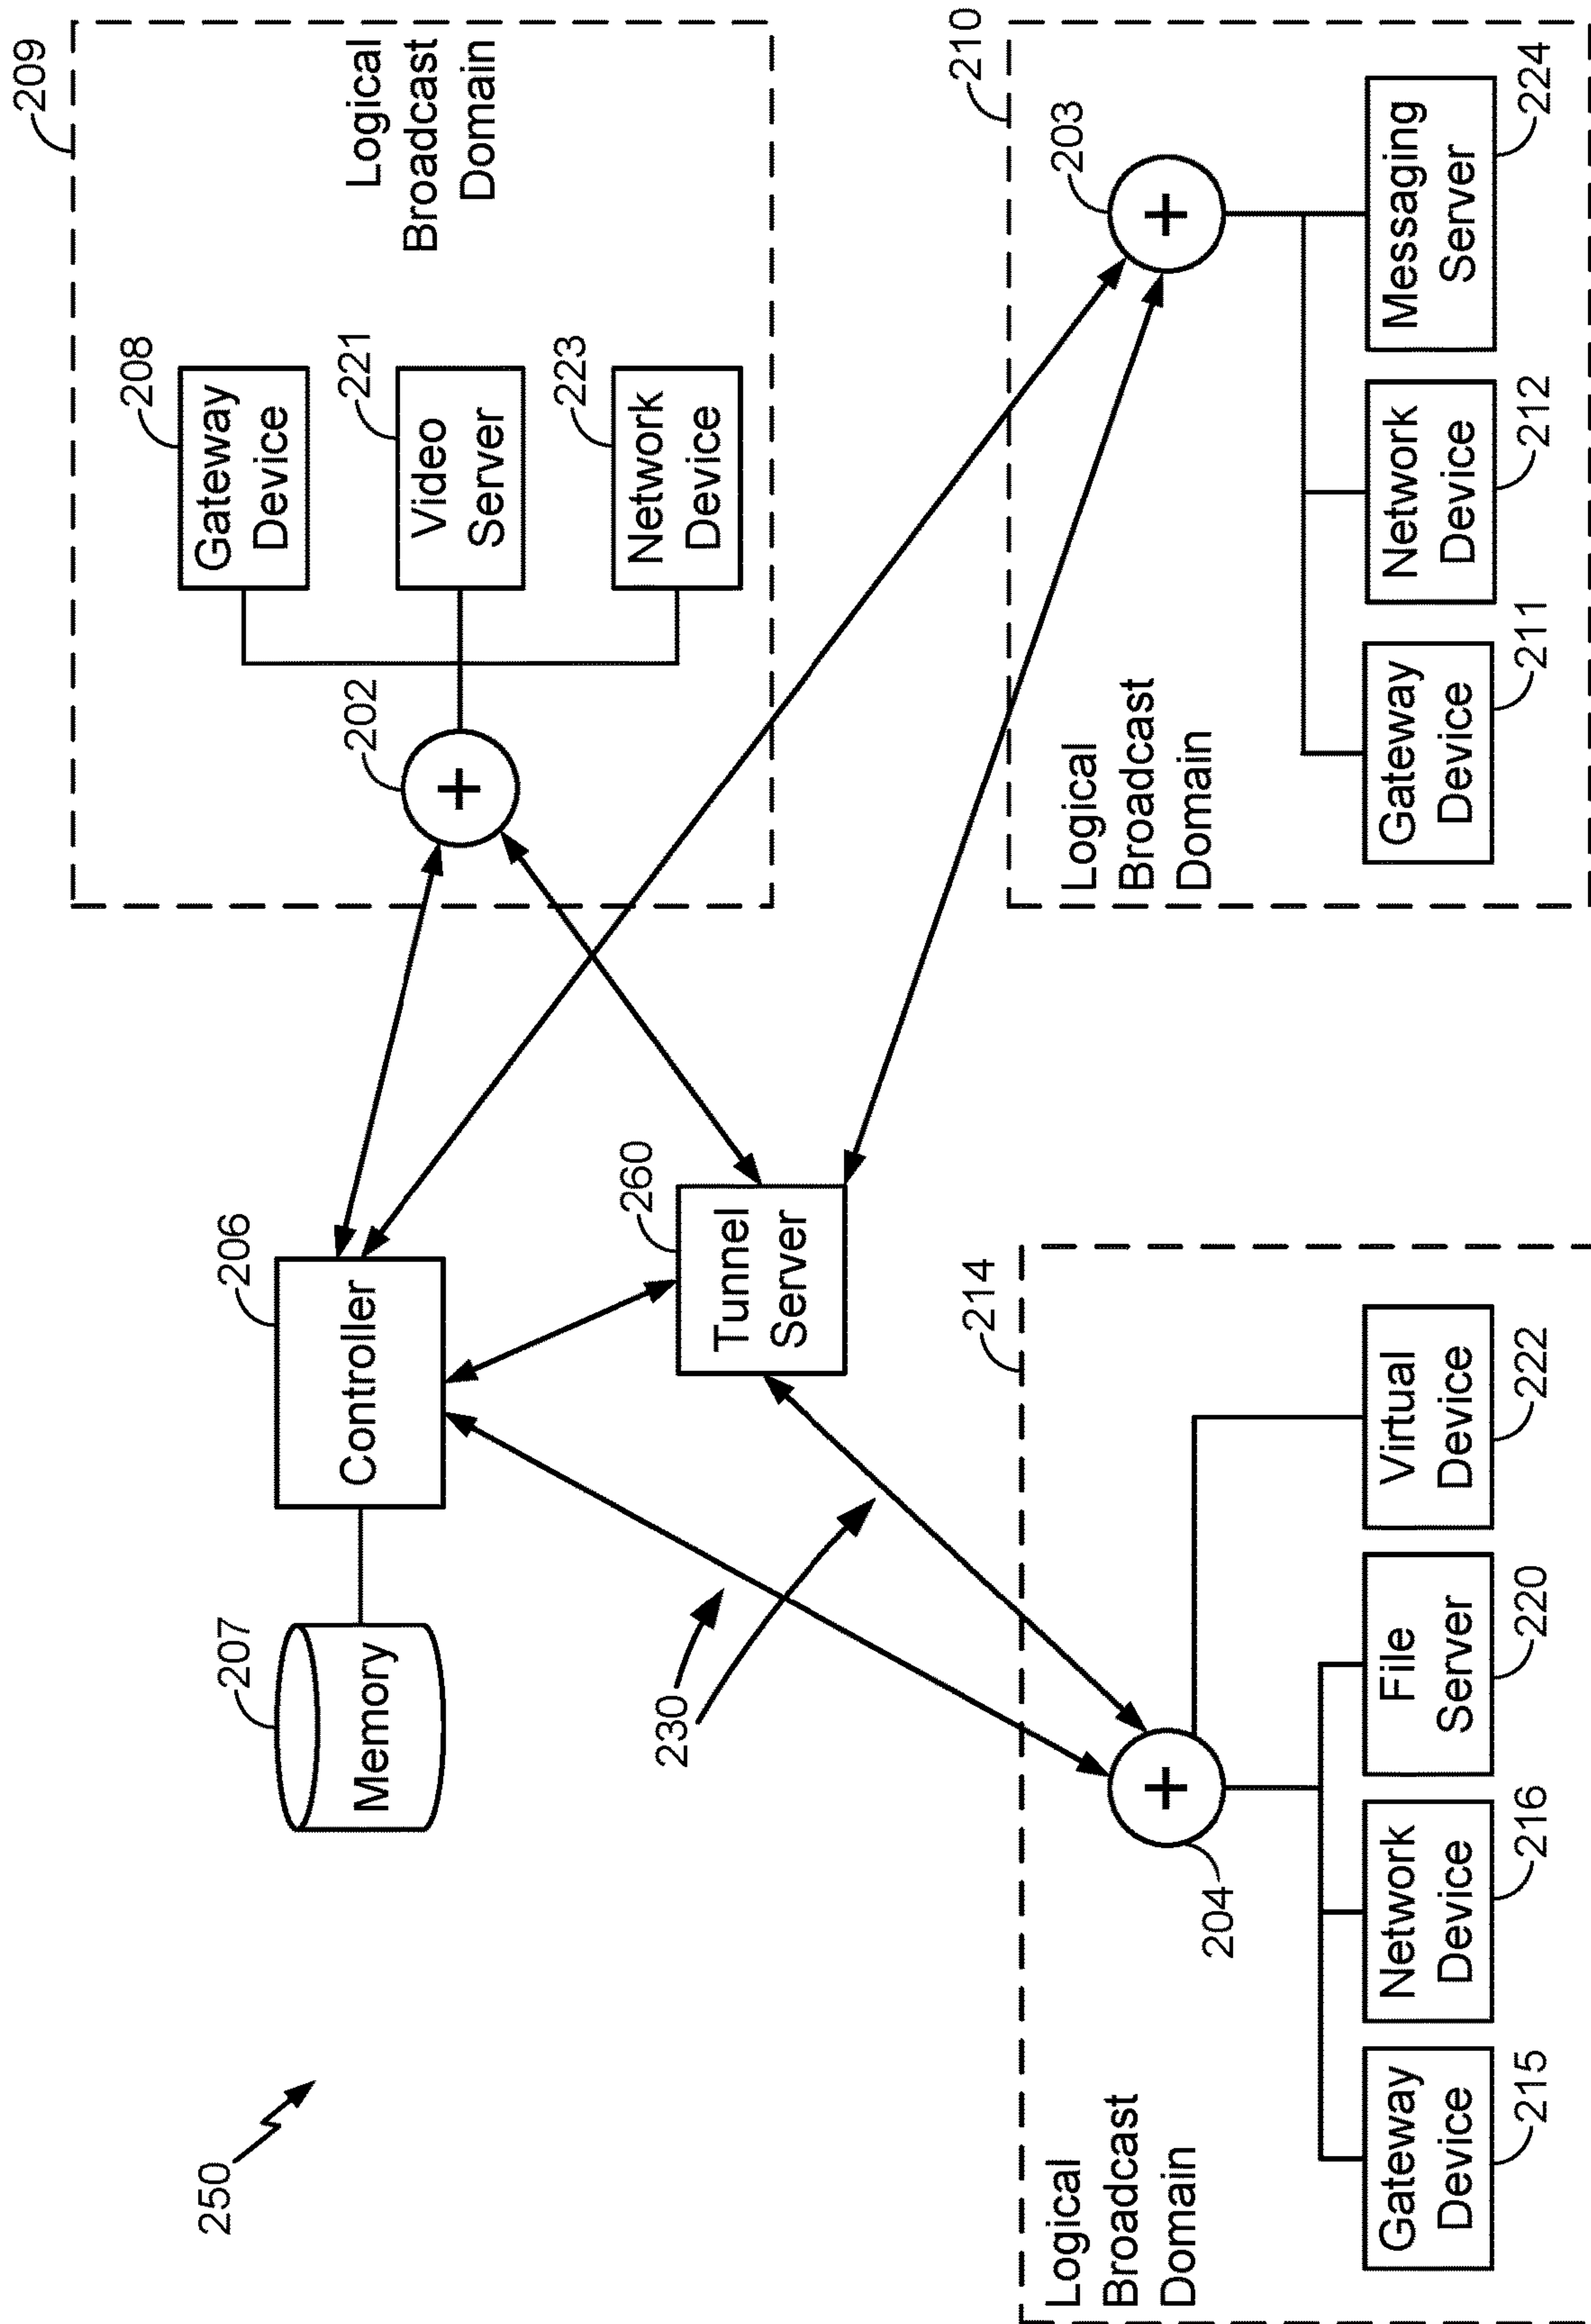 250
207
Memory
206
Controller
230
260
Tunnel
Server
209
Logical
Broadcast
Domain
202
208
Gateway
Device
221
Video
Server
223
Network
Device
214
Logical
Broadcast
Domain
204
Gateway
Device
215
Network
Device
216
File
Server
220
Virtual
Device
222
210
Logical
Broadcast
Domain
203
Gateway
Device
211
Network
Device
212
Messaging
Server
224